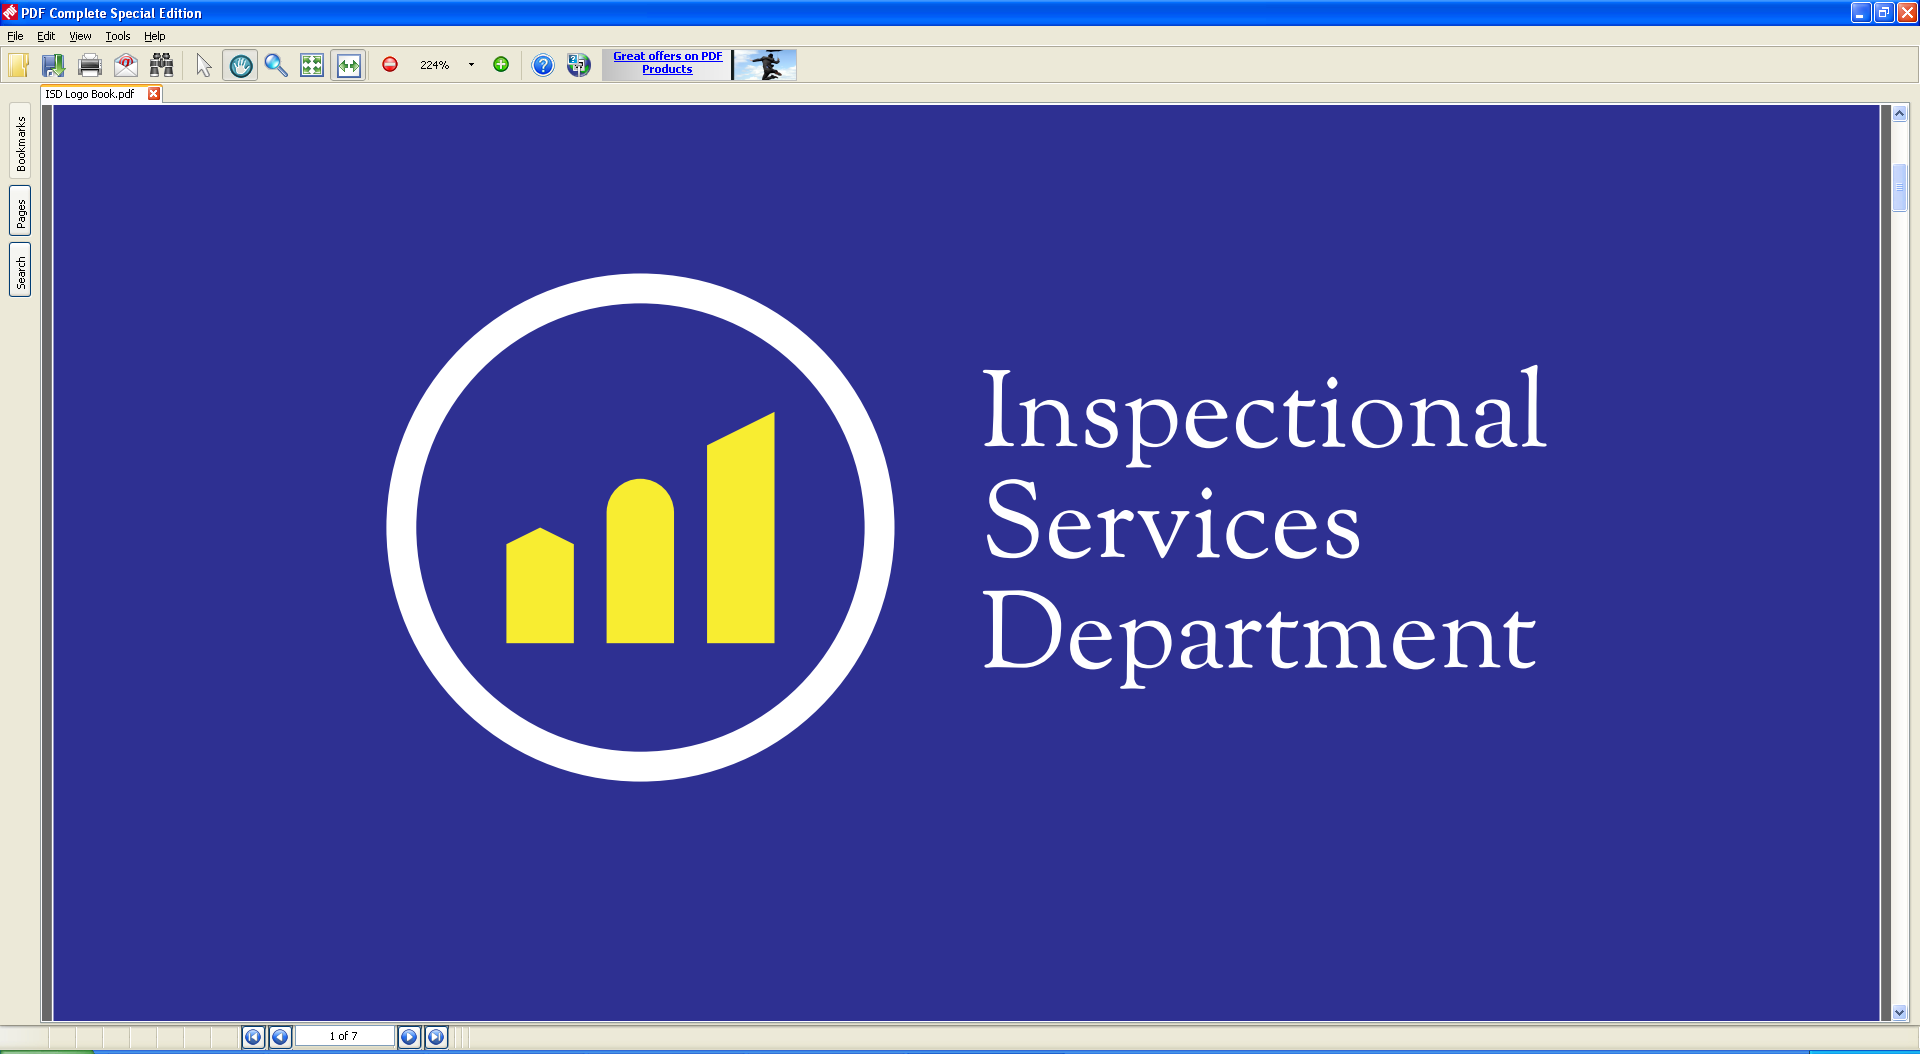 PDF Complete Special Edition
File Edit View Tools Help
224%
Great offers on PDF
Products
ISD Logo Book.pdf
Bookmarks
Pages
Search
Inspectional
Services
Department
1 of 7